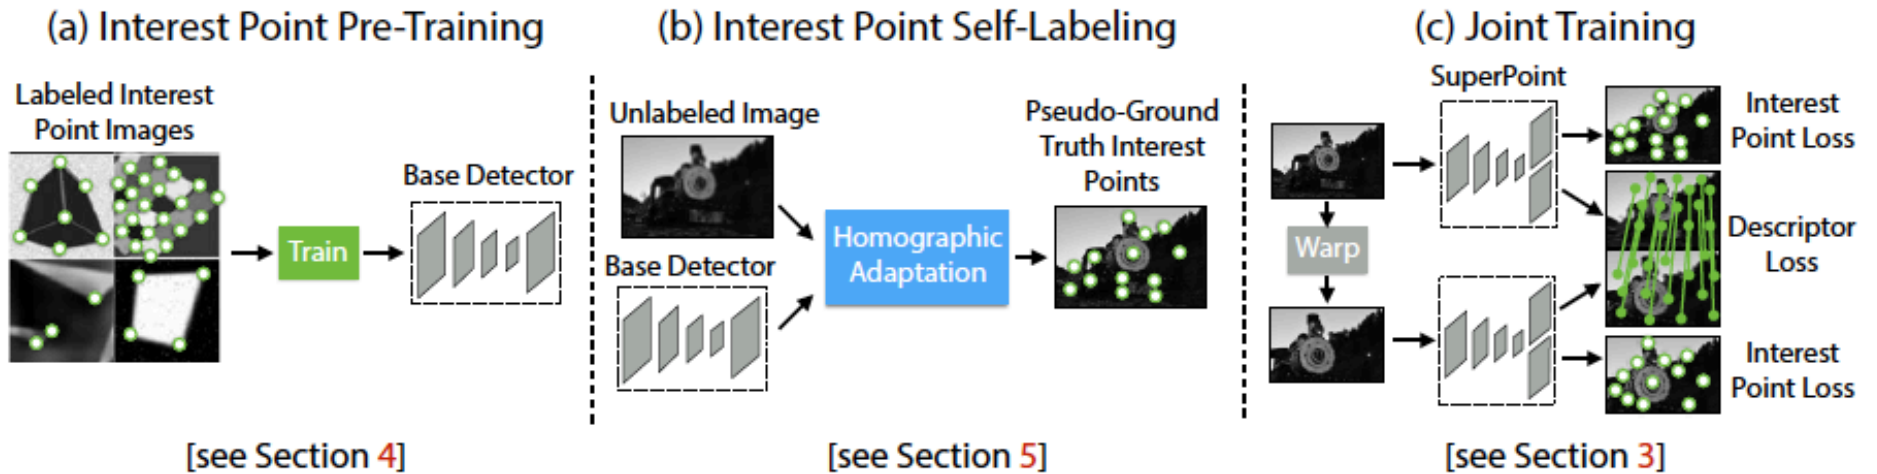 (a) Interest Point Pre-Training
Labeled Interest
Point Images
Train
Base Detector
[see Section 4]
(b) Interest Point Self-Labeling
Unlabeled Image
Base Detector
Homographic
Adaptation
Pseudo-Ground
Truth Interest
Points
[see Section 5]
(c) Joint Training
SuperPoint
Warp
Interest
Point Loss
Descriptor
Loss
Interest
Point Loss
[see Section 3]